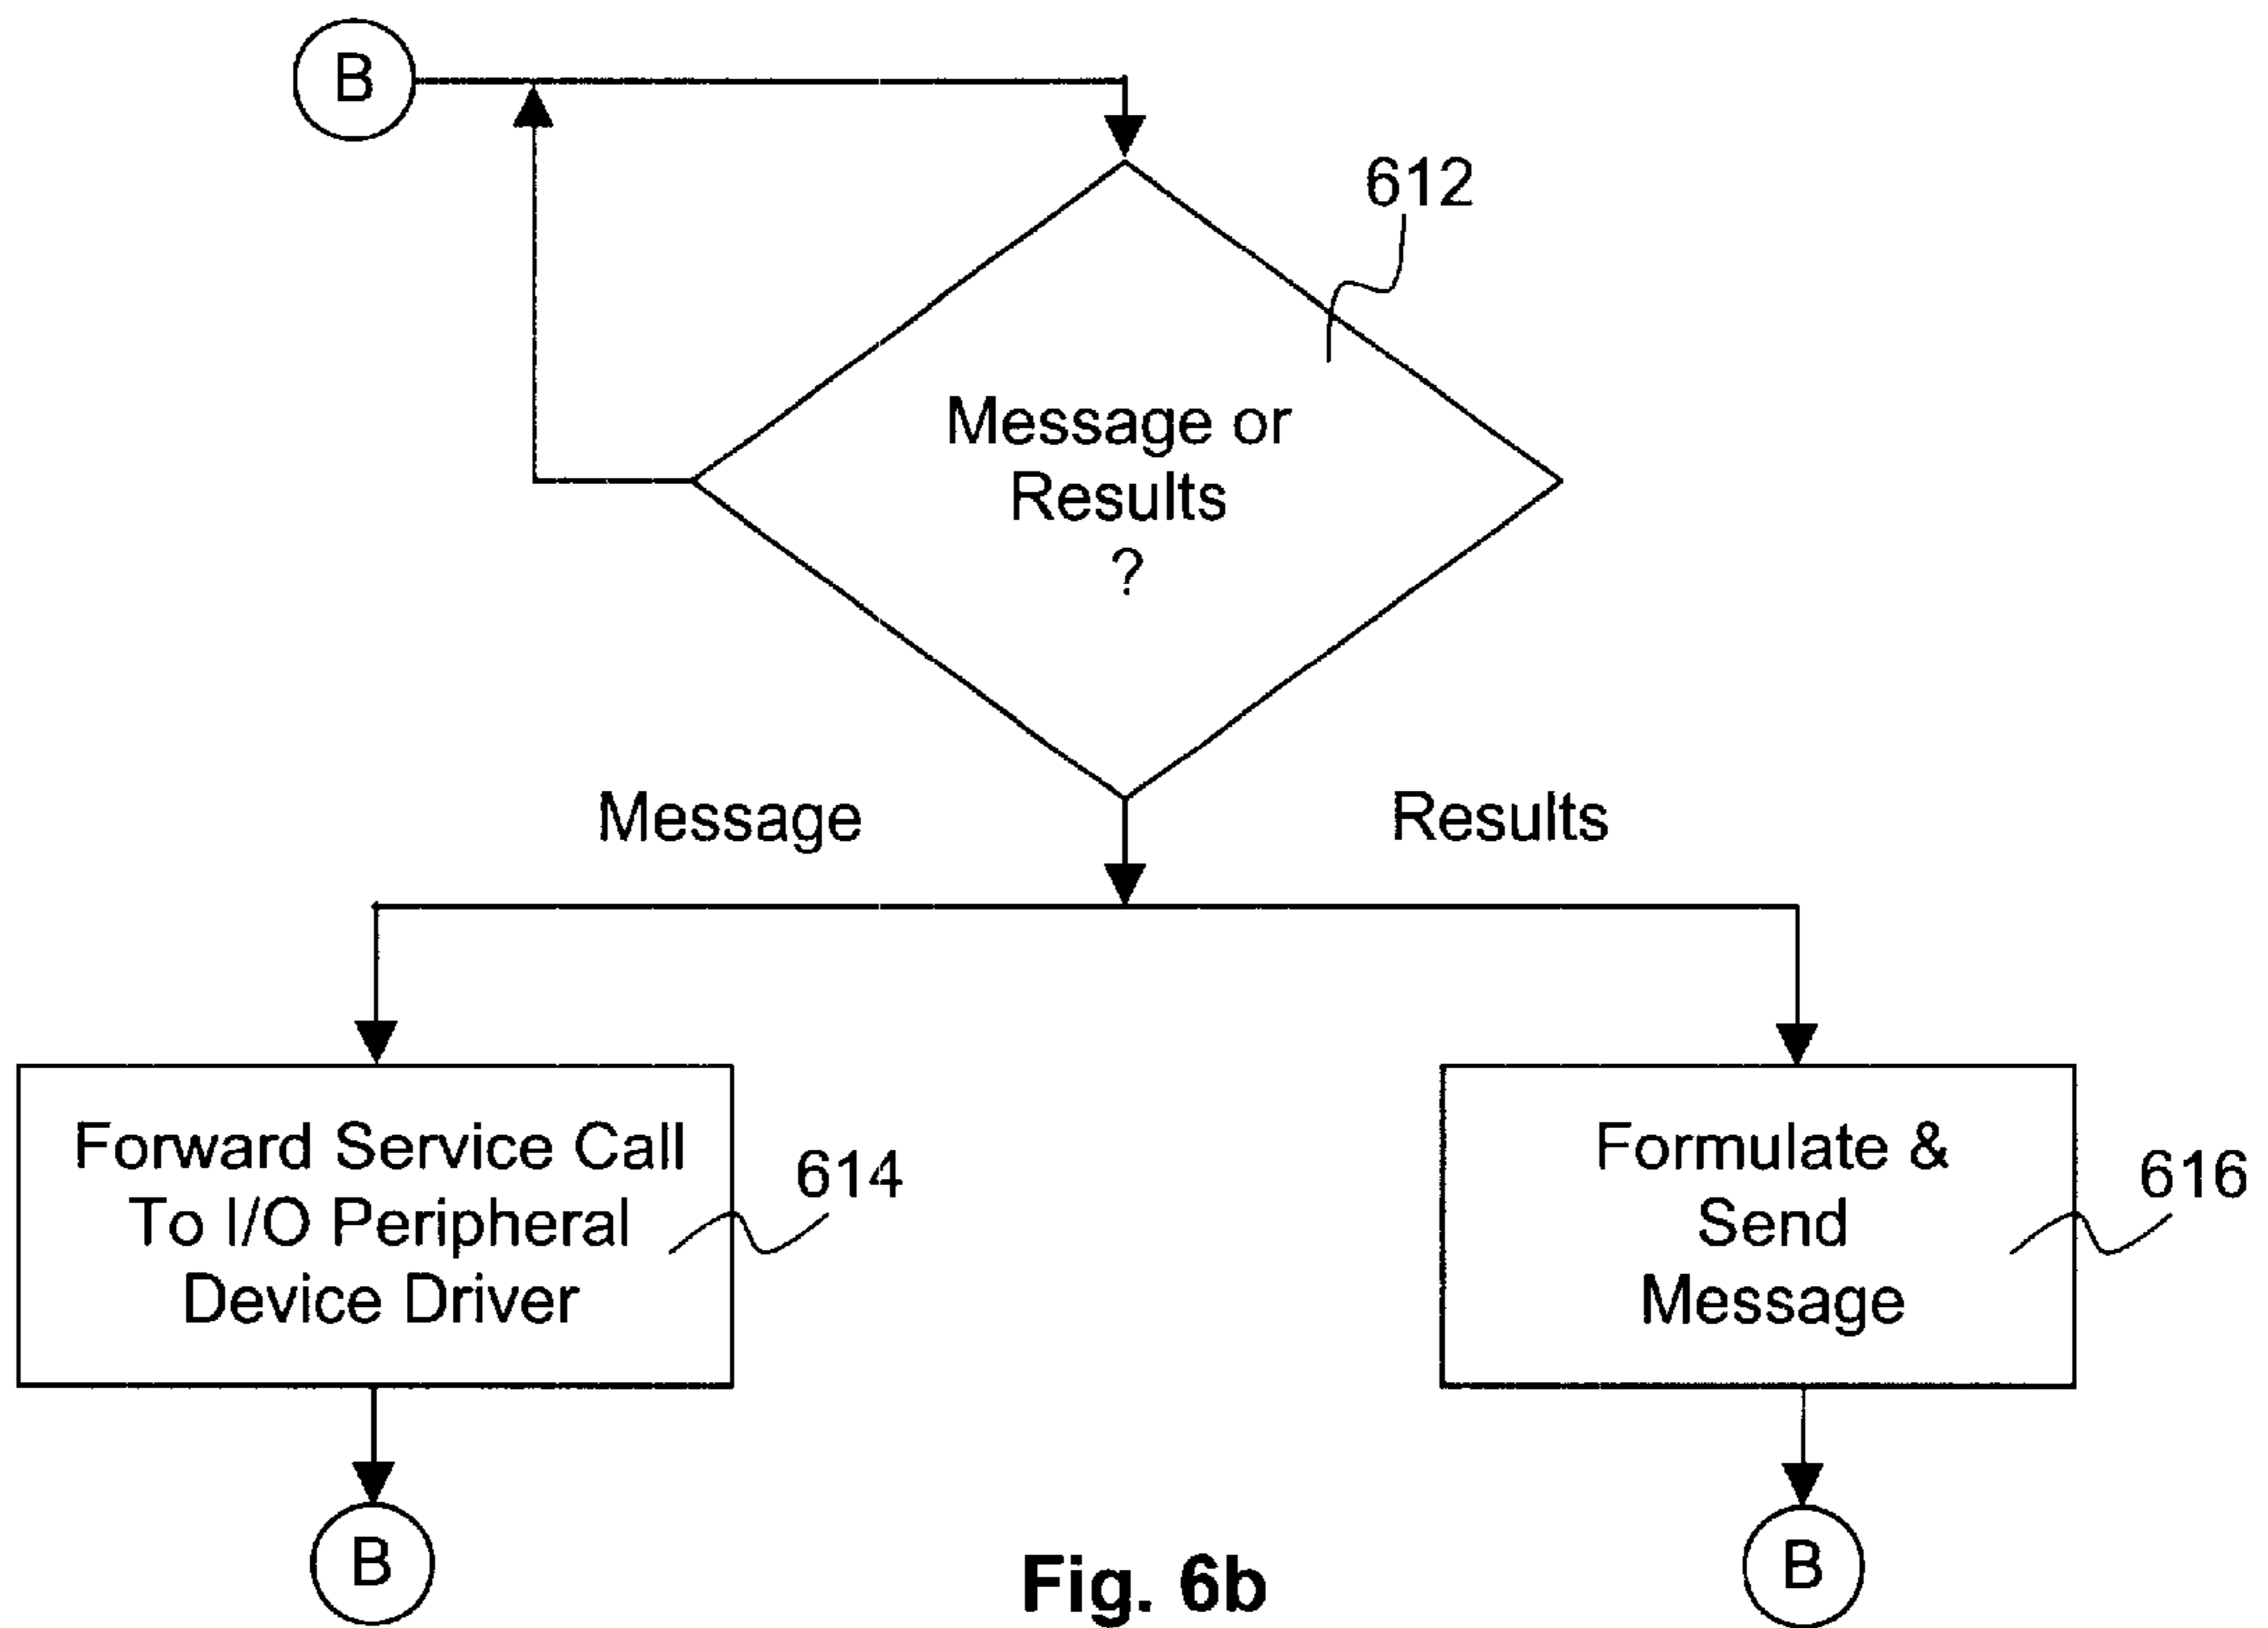 B
612
Message or
Results
?
Message
Results
Forward Service Call
To I/O Peripheral
Device Driver
614
Formulate &
Send
Message
616
B
B
Fig. 6b